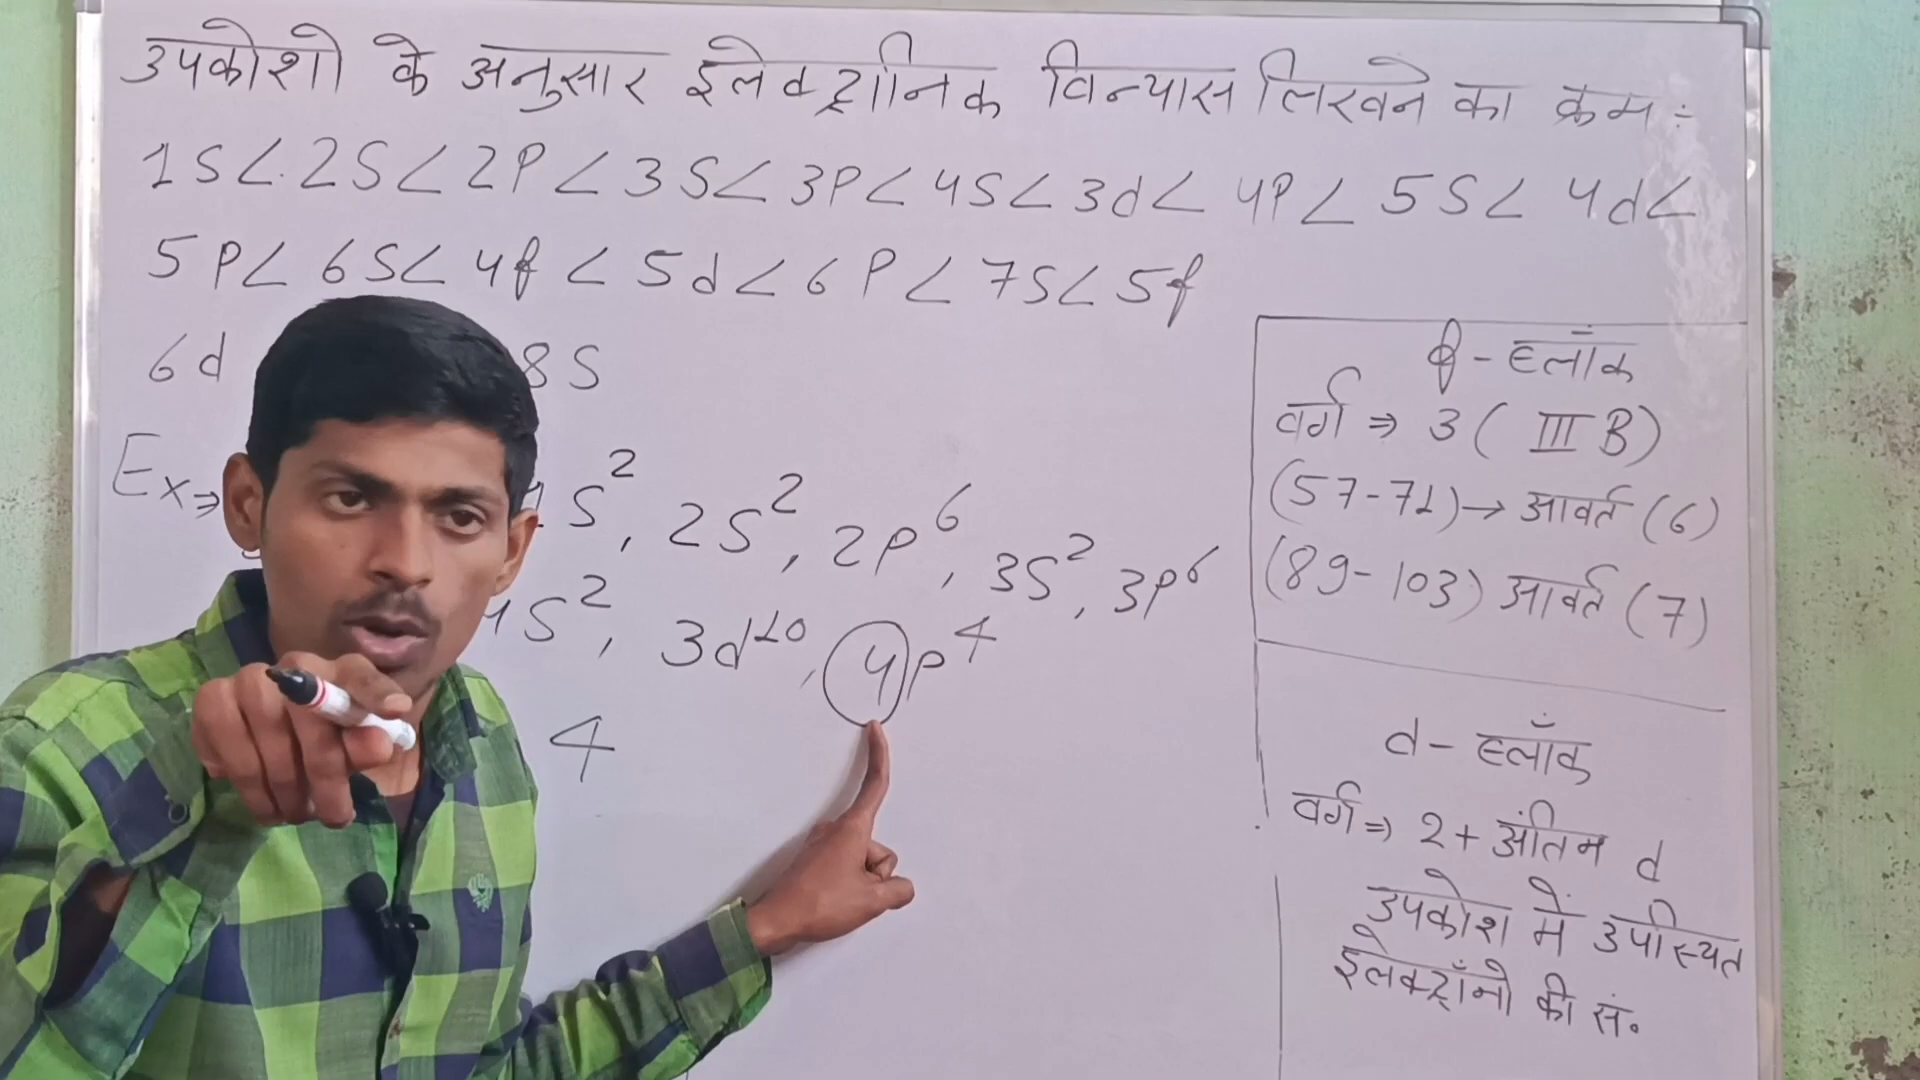 उपकोशो के अनुसार इलेक्ट्रॉनिक विन्यास लिखने का क्रम :-
1S < 2S < 2P < 3S < 3P < 4S < 3d < 4P < 5S < 4d <
5P < 6S < 4f < 5d < 6P < 7S < 5f
6d 8S
Ex⇒ 1S², 2S², 2P⁶, 3S², 3P⁶
4S², 3d¹⁰, 4P⁴
4
f - ब्लॉक
वर्ग ⇒ 3 ( III B)
(57-71) → आवर्त (6)
(89-103) आवर्त (7)
d - ब्लॉक
वर्ग ⇒ 2 + अंतिम d
उपकोश में उपस्थित
इलेक्ट्रॉनो की सं॰